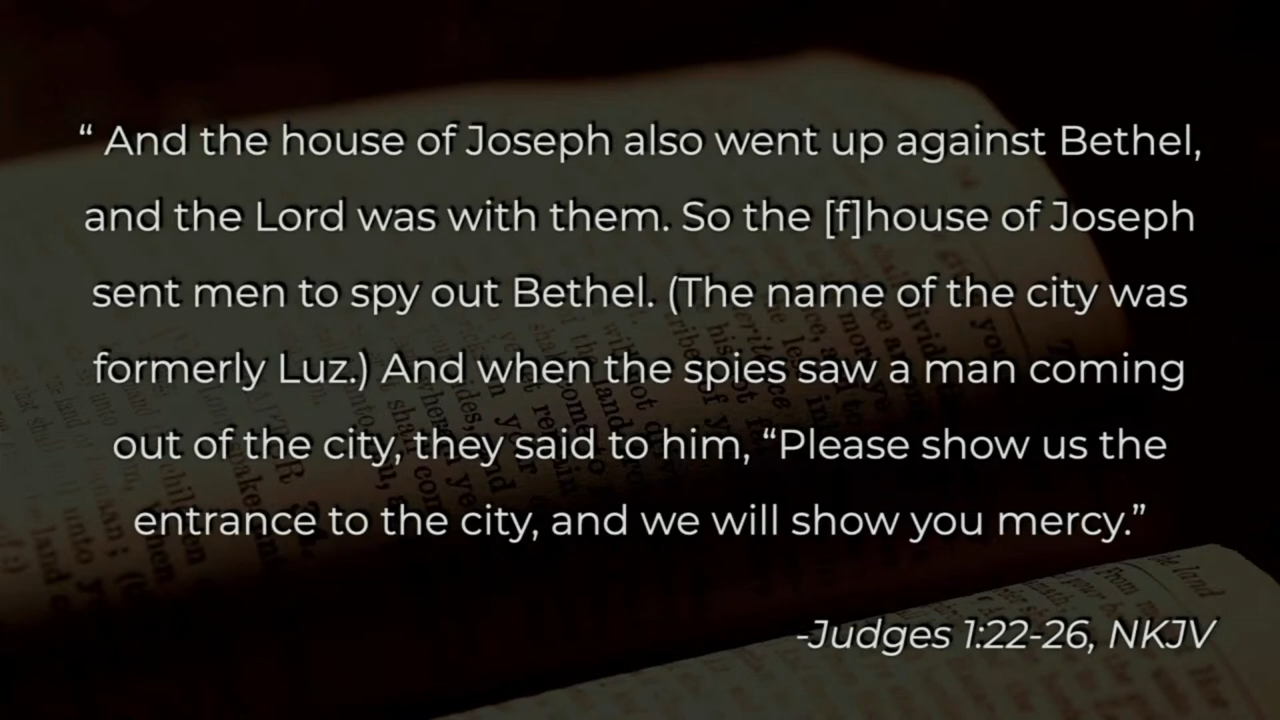 “ And the house of Joseph also went up against Bethel,
and the Lord was with them. So the [f]house of Joseph
sent men to spy out Bethel. (The name of the city was
formerly Luz.) And when the spies saw a man coming
out of the city, they said to him, “Please show us the
entrance to the city, and we will show you mercy.”
-Judges 1:22-26, NKJV